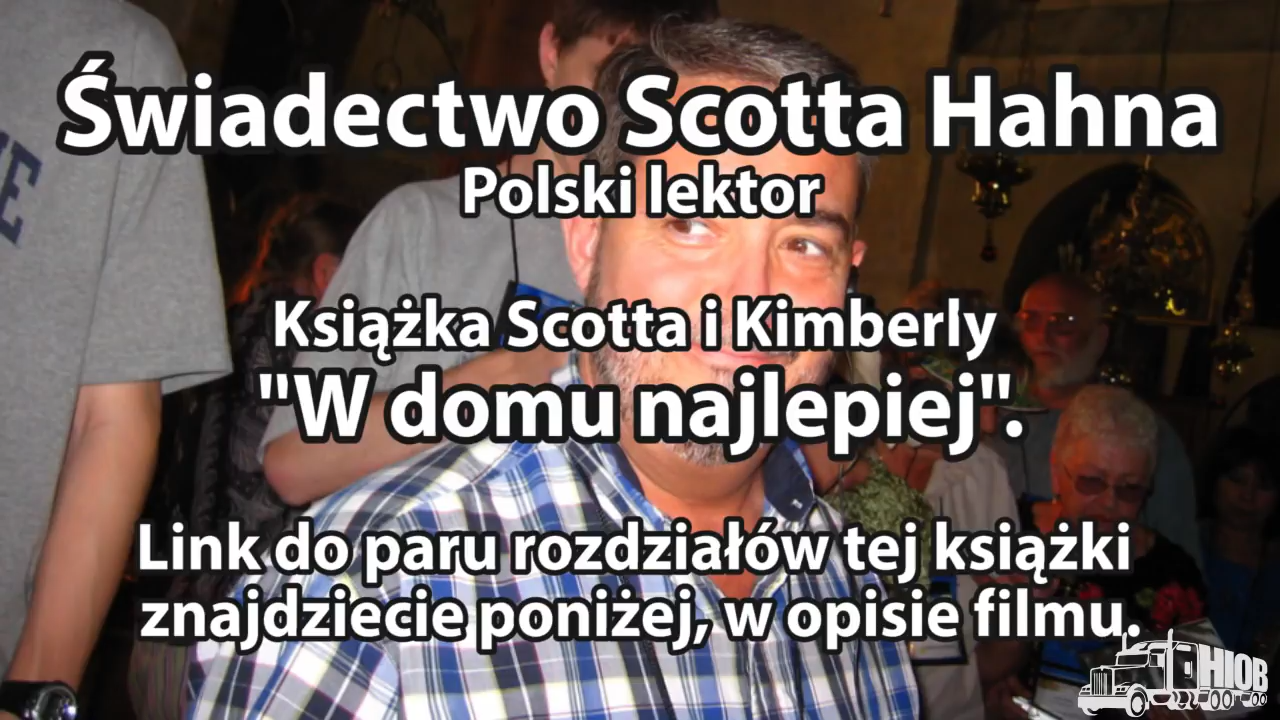 Świadectwo Scotta Hahna
Polski lektor
Książka Scotta i Kimberly
"W domu najlepiej".
Link do paru rozdziałów tej książki
znajdziecie poniżej, w opisie filmu.
HIOB